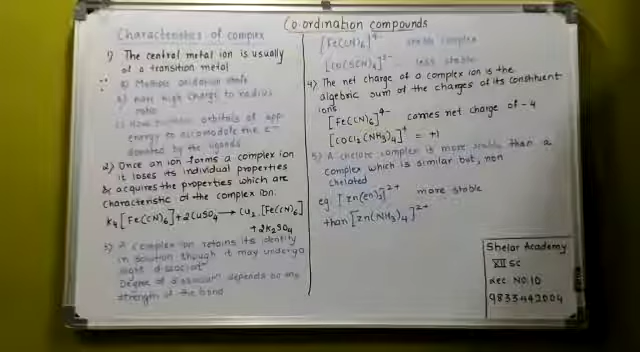 Co-ordination compounds
Characteristics of complex
1) The central metal ion is usually
of a transition metal
∵ a) Multiple oxidation state
b) have high charge to radius
ratio
c) Have vacant orbitals of app
energy to accomodate the e⁻
donated by the ligands
2) Once an ion forms a complex ion
it loses its individual properties
& acquires the properties which are
characteristic of the complex ion.
K₄[Fe(CN)₆]+2CuSO₄ → Cu₂.[Fe(CN)₆]
+2K₂SO₄
3) A complex ion retains its identity
in solution though it may undergo
slight dissociatⁿ
Degree of dissociatⁿ depends on the
strength of the bond
[Fe(CN)₆]⁴⁻ stable complex
[CO(SCN)₄]²⁻ less stable
4) The net charge of a complex ion is the
algebric sum of the charges of its constituent
ions
[Fe(CN)₆]⁴⁻ carries net charge of -4
[COCl₂(NH₃)₄]⁺ = +1
5) A chelate complex is more stable than a
complex which is similar but, non
chelated
eg. [Zn(en)₂]²⁺ more stable
than [Zn(NH₃)₄]²⁺
Shelar Academy
XII SC
Lec NO:10
9833442004